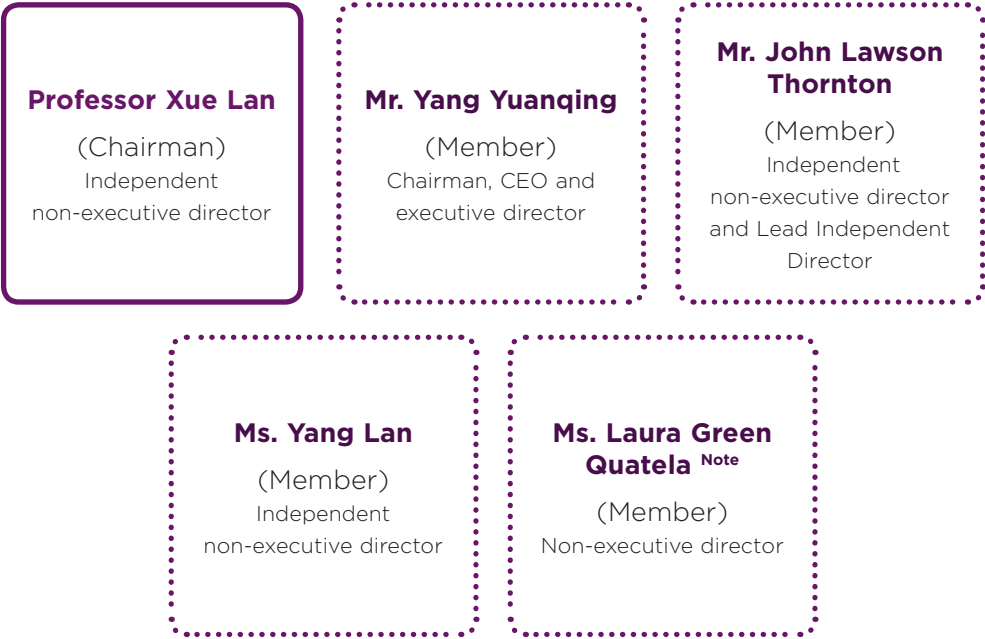 Professor Xue Lan
(Chairman)
Independent
non-executive director
Mr. Yang Yuanqing
(Member)
Chairman, CEO and
executive director
Mr. John Lawson
Thornton
(Member)
Independent
non-executive director
and Lead Independent
Director
Ms. Yang Lan
(Member)
Independent
non-executive director
Ms. Laura Green
Quatela Note
(Member)
Non-executive director